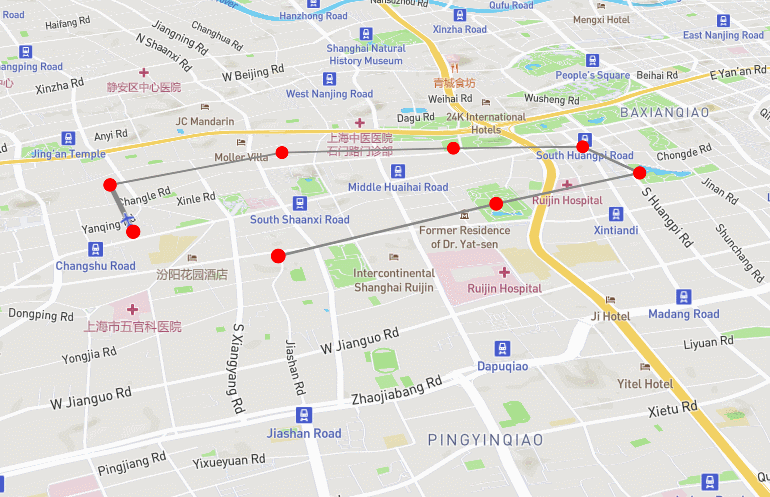 Nansuzhou Rd
Qufu Road
Mengxi Hotel
Hanzhong Road
Road
Haifang Rd
Jiangning Rd
Changhua Rd
N Shaanxi Rd
Xinzha Road
East Nanjing Road
Shanghai Natural
History Museum
Changping Road
W Beijing Rd
People's Square
Beihai Rd
E Yan'an Rd
静安区中心医院
青城食坊
Xinzha Rd
West Nanjing Road
Weihai Rd
Wusheng Rd
JC Mandarin
Dagu Rd
24K International
Hotels
BAXIANQIAO
Anyi Rd
上海中医医院
石门路门诊部
Jing'an Temple
Moller Villa
South Huangpi Road
Chongde Rd
Middle Huaihai Road
Changle Rd
Xinle Rd
Ruijin Hospital
S Huangpi Rd
Jinan Rd
Yanqing Rd
South Shaanxi Road
Former Residence
of Dr. Yat-sen
Xintiandi
Shunchang Rd
Changshu Road
汾阳花园酒店
Intercontinental
Shanghai Ruijin
Ruijin Hospital
Dongping Rd
上海市五官科医院
Ji Hotel
Madang Road
Yongjia Rd
S Xiangyang Rd
Jiashan Rd
W Jianguo Rd
Liyuan Rd
Dapuqiao
Yitel Hotel
W Jianguo Rd
Zhaojiabang Rd
Xietu Rd
Jiashan Road
PINGYINQIAO
Pingjiang Rd
Yixueyuan Rd
Luban Road